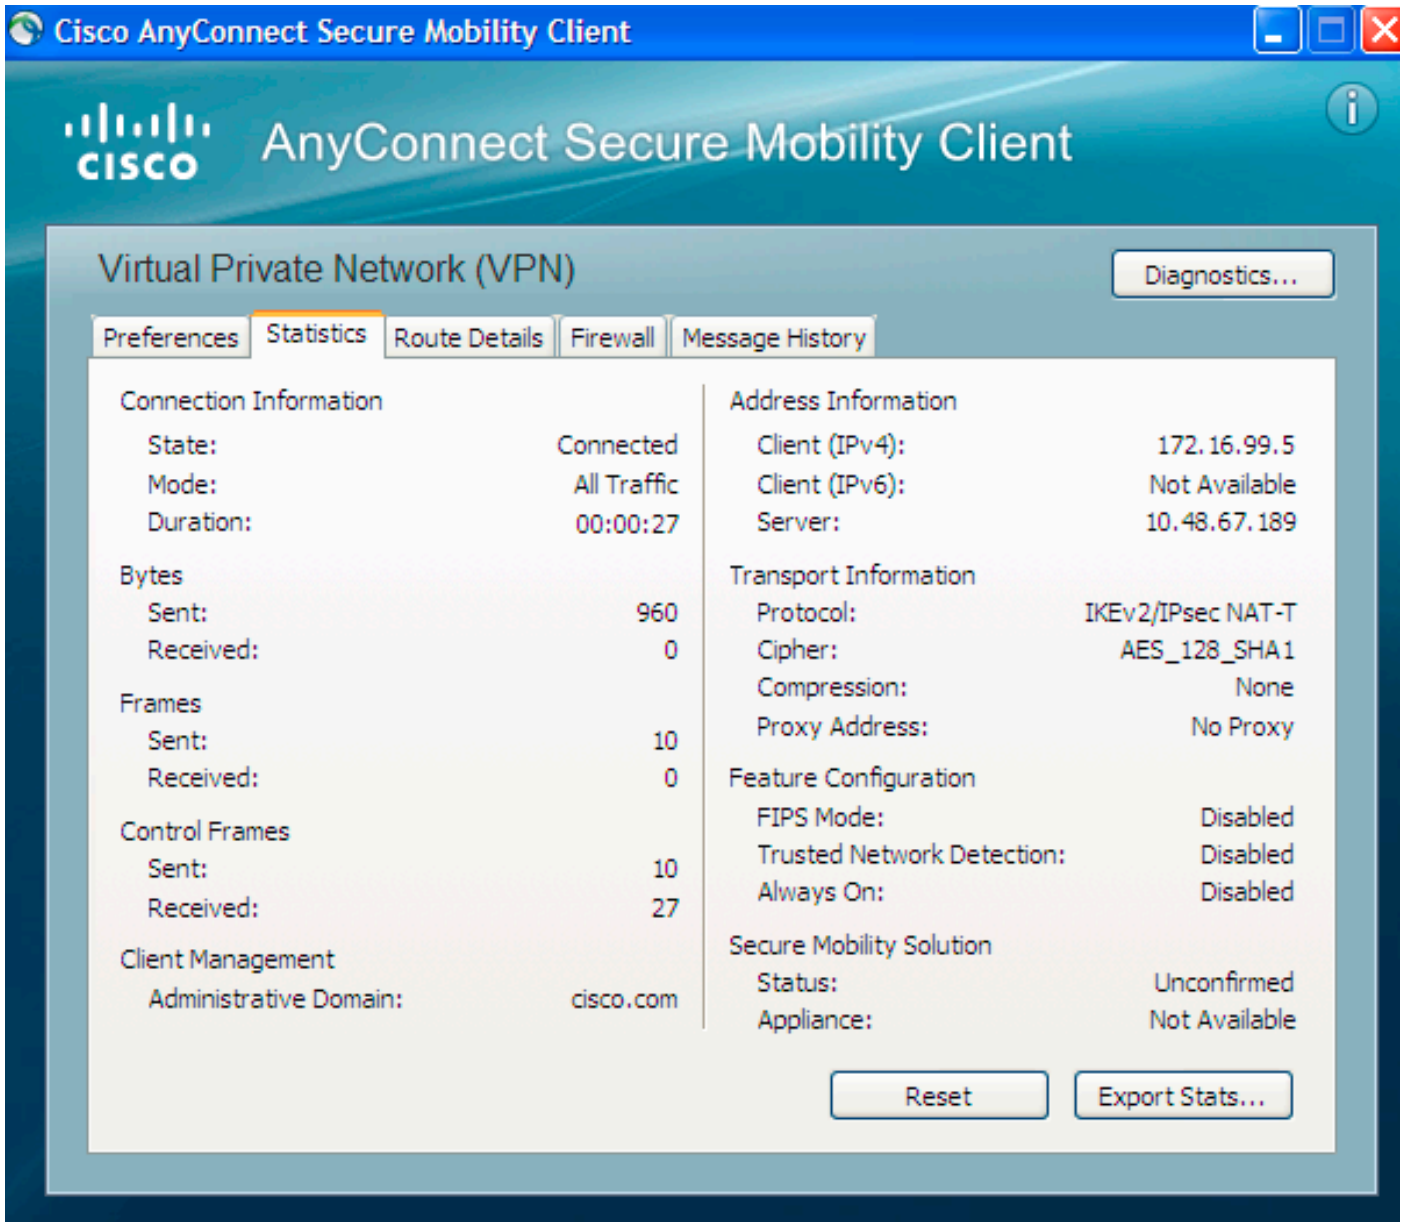 Cisco AnyConnect Secure Mobility Client
CISCO
AnyConnect Secure Mobility Client
i
Virtual Private Network (VPN)
Diagnostics...
Preferences Statistics Route Details Firewall Message History
Connection Information
State: Connected
Mode: All Traffic
Duration: 00:00:27
Bytes
Sent: 960
Received: 0
Frames
Sent: 10
Received: 0
Control Frames
Sent: 10
Received: 27
Client Management
Administrative Domain: cisco.com
Address Information
Client (IPv4): 172.16.99.5
Client (IPv6): Not Available
Server: 10.48.67.189
Transport Information
Protocol: IKEv2/IPsec NAT-T
Cipher: AES_128_SHA1
Compression: None
Proxy Address: No Proxy
Feature Configuration
FIPS Mode: Disabled
Trusted Network Detection: Disabled
Always On: Disabled
Secure Mobility Solution
Status: Unconfirmed
Appliance: Not Available
Reset Export Stats...